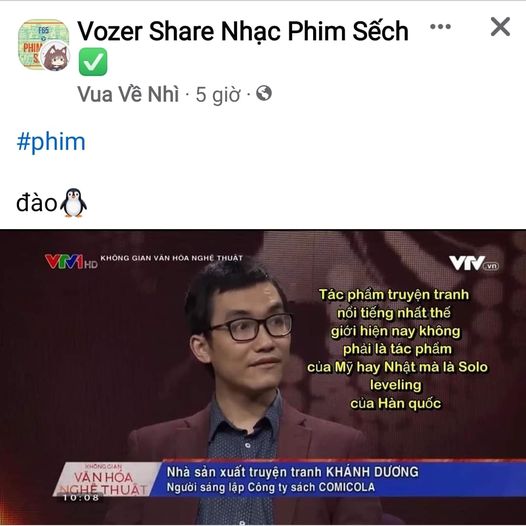 Vozer Share Nhạc Phim Sếch
Vua Về Nhì · 5 giờ
#phim
đào
VTV1 HD
KHÔNG GIAN VĂN HÓA NGHỆ THUẬT
VTV.vn
Tác phẩm truyện tranh
nổi tiếng nhất thế
giới hiện nay không
phải là tác phẩm
của Mỹ hay Nhật mà là Solo
leveling
của Hàn quốc
KHÔNG GIAN
VĂN HÓA
NGHỆ THUẬT
10:08
Nhà sản xuất truyện tranh KHÁNH DƯƠNG
Người sáng lập Công ty sách COMICOLA